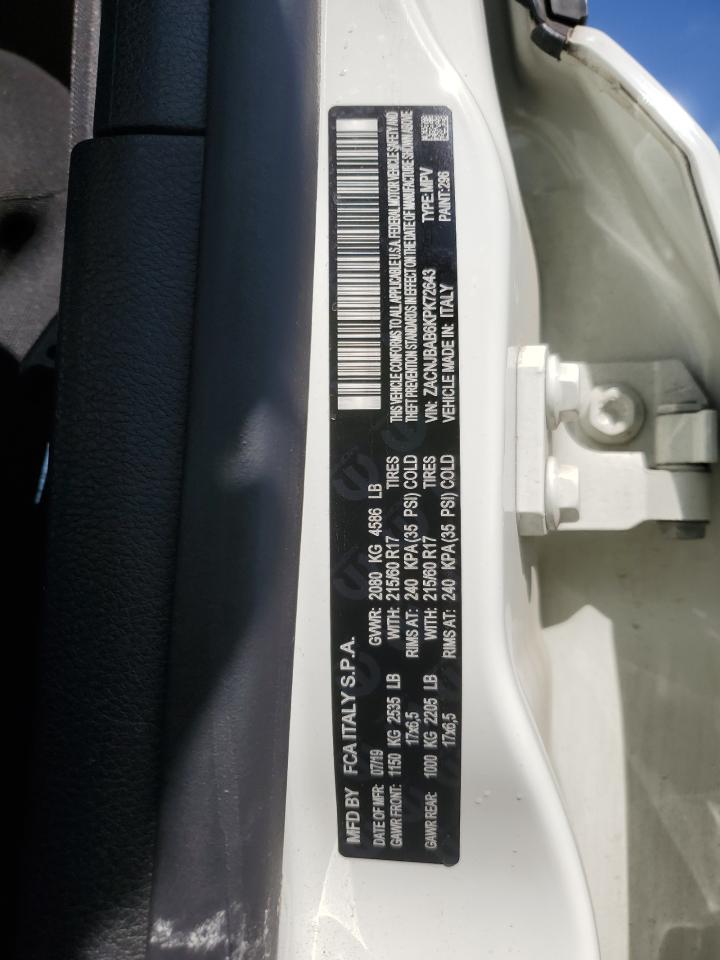 MFD BY FCA ITALY S.P.A.
DATE OF MFR: 07/19 GVWR: 2080 KG 4586 LB
GAWR FRONT: 1150 KG 2535 LB WITH: 215/60 R17 TIRES
17x6,5 RIMS AT: 240 KPA (35 PSI) COLD
GAWR REAR: 1000 KG 2205 LB WITH: 215/60 R17 TIRES
17x6,5 RIMS AT: 240 KPA (35 PSI) COLD
THIS VEHICLE CONFORMS TO ALL APPLICABLE U.S.A. FEDERAL MOTOR VEHICLE SAFETY AND
THEFT PREVENTION STANDARDS IN EFFECT ON THE DATE OF MANUFACTURE SHOWN ABOVE
VIN: ZACNJBAB6KPK72643 TYPE: MPV
VEHICLE MADE IN: ITALY PAINT: 296